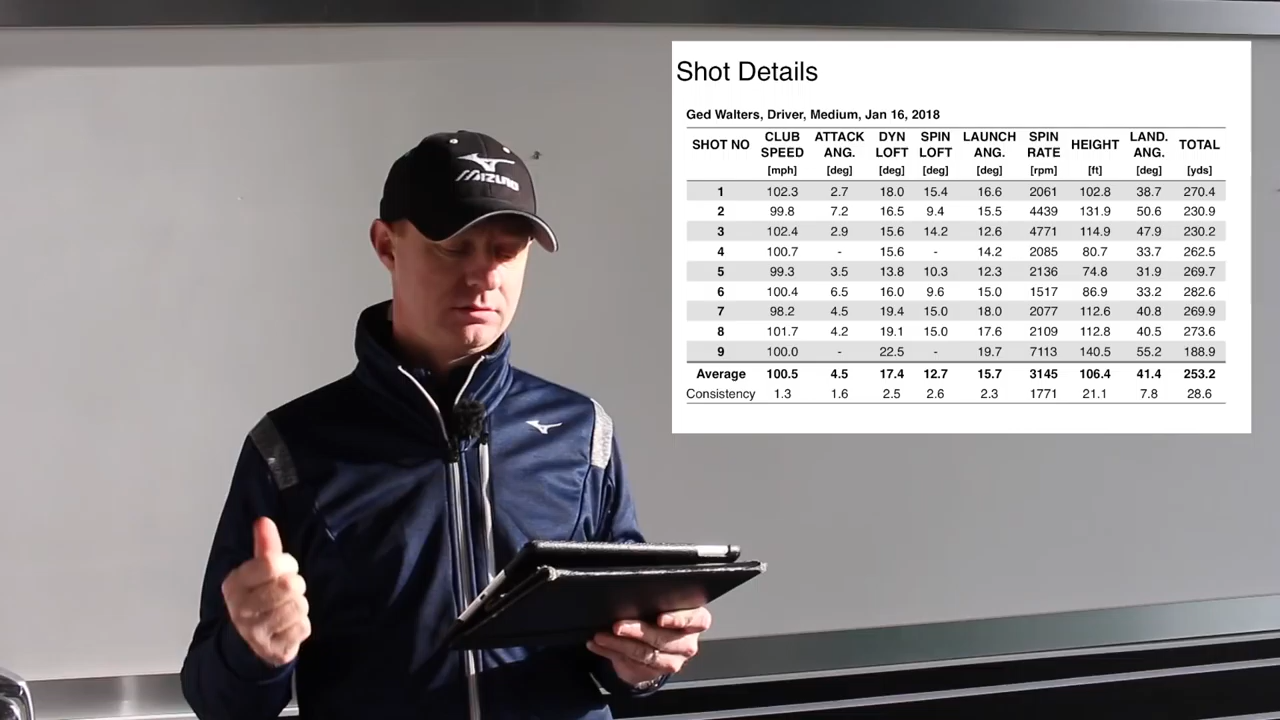 Shot Details
Ged Walters, Driver, Medium, Jan 16, 2018
SHOT NO CLUB SPEED ATTACK ANG. DYN LOFT SPIN LOFT LAUNCH ANG. SPIN RATE HEIGHT LAND. ANG. TOTAL
[mph] [deg] [deg] [deg] [deg] [rpm] [ft] [deg] [yds]
1 102.3 2.7 18.0 15.4 16.6 2061 102.8 38.7 270.4
2 99.8 7.2 16.5 9.4 15.5 4439 131.9 50.6 230.9
3 102.4 2.9 15.6 14.2 12.6 4771 114.9 47.9 230.2
4 100.7 - 15.6 - 14.2 2085 80.7 33.7 262.5
5 99.3 3.5 13.8 10.3 12.3 2136 74.8 31.9 269.7
6 100.4 6.5 16.0 9.6 15.0 1517 86.9 33.2 282.6
7 98.2 4.5 19.4 15.0 18.0 2077 112.6 40.8 269.9
8 101.7 4.2 19.1 15.0 17.6 2109 112.8 40.5 273.6
9 100.0 - 22.5 - 19.7 7113 140.5 55.2 188.9
Average 100.5 4.5 17.4 12.7 15.7 3145 106.4 41.4 253.2
Consistency 1.3 1.6 2.5 2.6 2.3 1771 21.1 7.8 28.6
MIZUNO